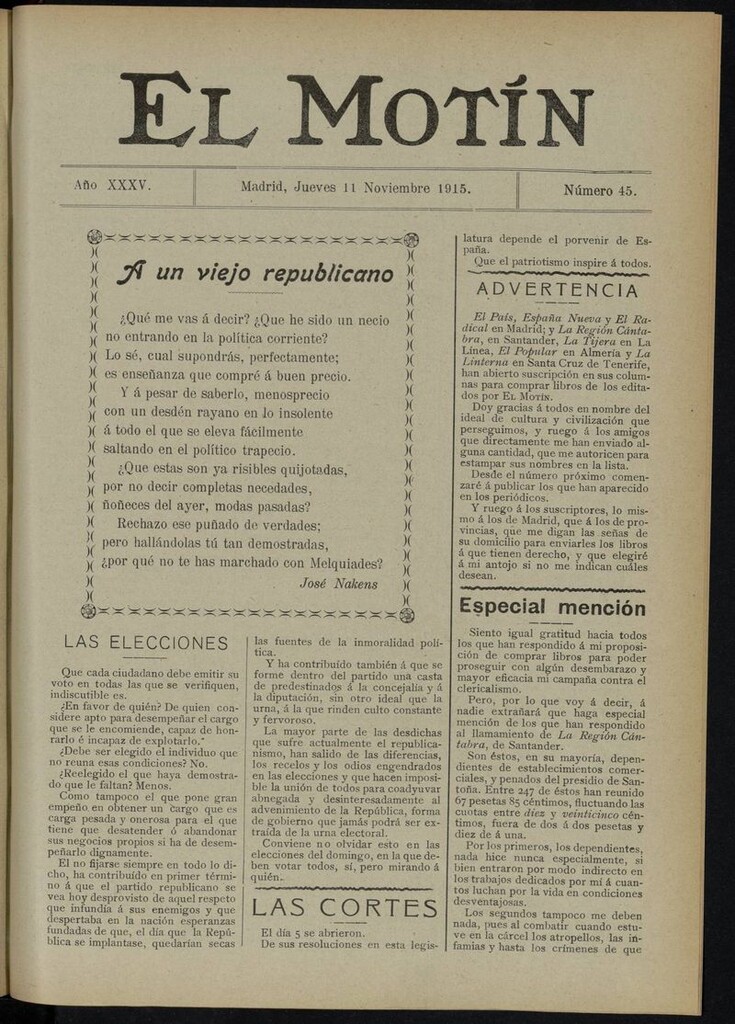 EL MOTÍN
Año XXXV.
Madrid, Jueves 11 Noviembre 1915.
Número 45.
A un viejo republicano
¿Qué me vas á decir? ¿Que he sido un necio
no entrando en la política corriente?
Lo sé, cual supondrás, perfectamente;
es enseñanza que compré á buen precio.
Y á pesar de saberlo, menosprecio
con un desdén rayano en lo insolente
á todo el que se eleva fácilmente
saltando en el político trapecio.
¿Que estas son ya risibles quijotadas,
por no decir completas necedades,
ñoñeces del ayer, modas pasadas?
Rechazo ese puñado de verdades;
pero hallándolas tú tan demostradas,
¿por qué no te has marchado con Melquiades?
José Nakens
LAS ELECCIONES
Que cada ciudadano debe emitir su
voto en todas las que se verifiquen,
indiscutible es.
¿En favor de quién? De quien con-
sidere apto para desempeñar el cargo
que se le encomiende, capaz de hon-
rarlo é incapaz de explotarlo."
¿Debe ser elegido el individuo que
no reuna esas condiciones? No.
¿Reelegido el que haya demostra-
do que le faltan? Menos.
Como tampoco el que pone gran
empeño en obtener un cargo que es
carga pesada y onerosa para el que
tiene que desatender ó abandonar
sus negocios propios si ha de desem-
peñarlo dignamente.
El no fijarse siempre en todo lo di-
cho, ha contribuído en primer térmi-
no á que el partido republicano se
vea hoy desprovisto de aquel respeto
que infundía á sus enemigos y que
despertaba en la nación esperanzas
fundadas de que, el día que la Repú-
blica se implantase, quedarían secas
las fuentes de la inmoralidad polí-
tica.
Y ha contribuído también á que se
forme dentro del partido una casta
de predestinados á la concejalía y á
la diputación, sin otro ideal que la
urna, á la que rinden culto constante
y fervoroso.
La mayor parte de las desdichas
que sufre actualmente el republica-
nismo, han salido de las diferencias,
los recelos y los odios engendrados
en las elecciones y que hacen imposi-
ble la unión de todos para coadyuvar
abnegada y desinteresadamente al
advenimiento de la República, forma
de gobierno que jamás podrá ser ex-
traída de la urna electoral.
Conviene no olvidar esto en las
elecciones del domingo, en la que de-
ben votar todos, sí, pero mirando á
quién.
LAS CORTES
El día 5 se abrieron.
De sus resoluciones en esta legis-
latura depende el porvenir de Es-
paña.
Que el patriotismo inspire á todos.
ADVERTENCIA
El País, España Nueva y El Ra-
dical en Madrid; y La Región Cánta-
bra, en Santander, La Tijera en La
Línea, El Popular en Almería y La
Linterna en Santa Cruz de Tenerife,
han abierto suscripción en sus colum-
nas para comprar libros de los edita-
dos por EL MOTÍN.
Doy gracias á todos en nombre del
ideal de cultura y civilización que
perseguimos, y ruego á los amigos
que directamente me han enviado al-
guna cantidad, que me autoricen para
estampar sus nombres en la lista.
Desde el número próximo comen-
zaré á publicar los que han aparecido
en los periódicos.
Y ruego á los suscriptores, lo mis-
mo á los de Madrid, que á los de pro-
vincias, que me digan las señas de
su domicilio para enviarles los libros
á que tienen derecho, y que elegiré
á mi antojo si no me indican cuáles
desean.
Especial mención
Siento igual gratitud hacia todos
los que han respondido á mi propo-
sición de comprar libros para poder
proseguir con algún desembarazo y
mayor eficacia mi campaña contra el
clericalismo.
Pero, por lo que voy á decir, á
nadie extrañará que haga especial
mención de los que han respondido
al llamamiento de La Región Cán-
tabra, de Santander.
Son éstos, en su mayoría, depen-
dientes de establecimientos comer-
ciales, y penados del presidio de San-
toña. Entre 247 de éstos han reunido
67 pesetas 85 céntimos, fluctuando las
cuotas entre diez y veinticinco cén-
timos, fuera de dos á dos pesetas y
diez de á una.
Por los primeros, los dependientes,
nada hice nunca especialmente, si
bien entraron por modo indirecto en
los trabajos dedicados por mí á cuan-
tos luchan por la vida en condiciones
desventajosas.
Los segundos tampoco me deben
nada, pues al combatir cuando estu-
ve en la cárcel los atropellos, las in-
famias y hasta los crímenes de que